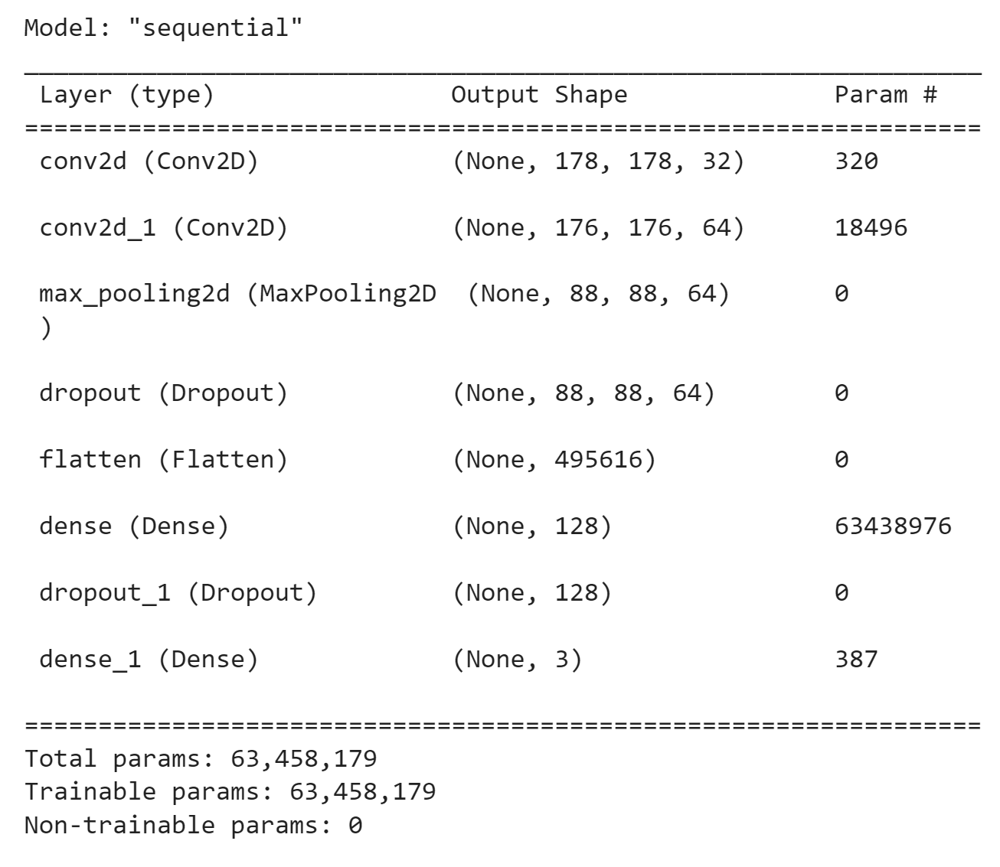 Model: "sequential"
_________________________________________________________________
Layer (type) Output Shape Param #
=================================================================
conv2d (Conv2D) (None, 178, 178, 32) 320
conv2d_1 (Conv2D) (None, 176, 176, 64) 18496
max_pooling2d (MaxPooling2D (None, 88, 88, 64) 0
)
dropout (Dropout) (None, 88, 88, 64) 0
flatten (Flatten) (None, 495616) 0
dense (Dense) (None, 128) 63438976
dropout_1 (Dropout) (None, 128) 0
dense_1 (Dense) (None, 3) 387
=================================================================
Total params: 63,458,179
Trainable params: 63,458,179
Non-trainable params: 0